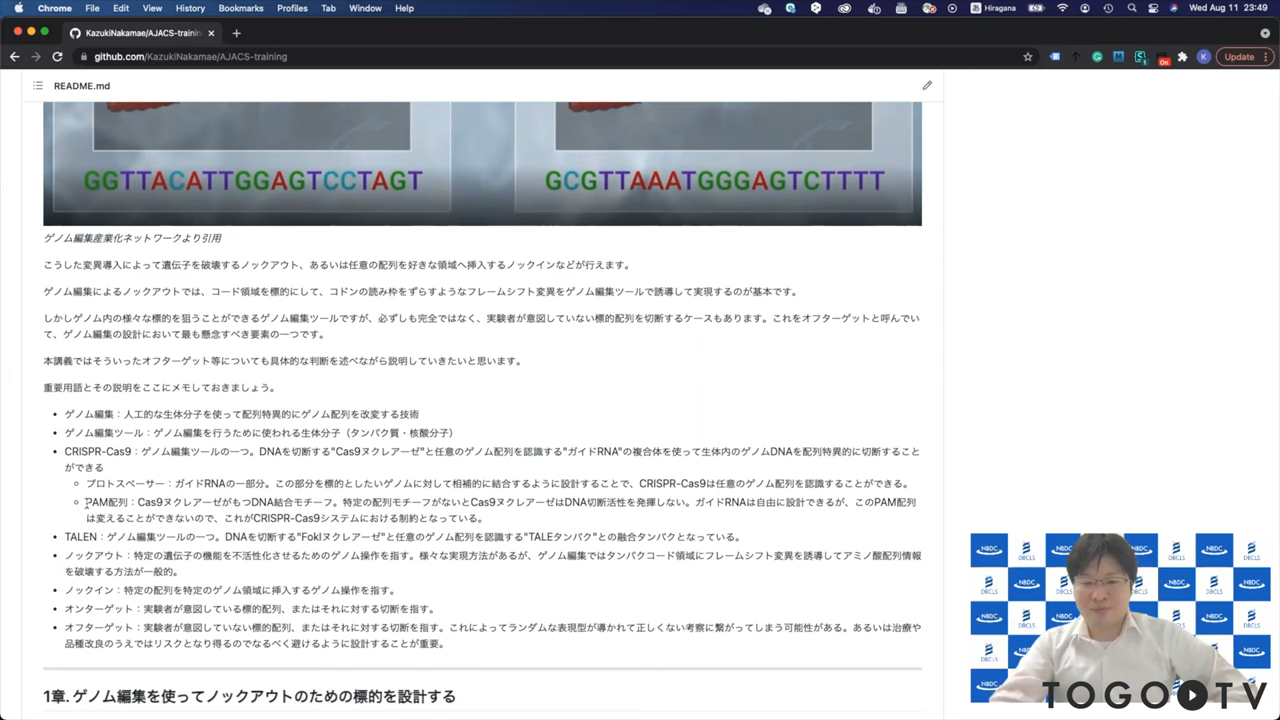 Chrome File Edit View History Bookmarks Profiles Tab Window Help Hiragana Wed Aug 11 23:49
KazukiNakamae/AJACS-trainin
github.com/KazukiNakamae/AJACS-training On K Update
README.md
GGTTACATTGGAGTCCTAGT GCGTTAAATGGGAGTCTTTT
ゲノム編集産業化ネットワークより引用
こうした変異導入によって遺伝子を破壊するノックアウト、あるいは任意の配列を好きな領域へ挿入するノックインなどが行えます。
ゲノム編集によるノックアウトでは、コード領域を標的にして、コドンの読み枠をずらすようなフレームシフト変異をゲノム編集ツールで誘導して実現するのが基本です。
しかしゲノム内の様々な標的を狙うことができるゲノム編集ツールですが、必ずしも完全ではなく、実験者が意図していない標的配列を切断するケースもあります。これをオフターゲットと呼んでい
て、ゲノム編集の設計において最も懸念すべき要素の一つです。
本講義ではそういったオフターゲット等についても具体的な判断を述べながら説明していきたいと思います。
重要用語とその説明をここにメモしておきましょう。
• ゲノム編集：人工的な生体分子を使って配列特異的にゲノム配列を改変する技術
• ゲノム編集ツール：ゲノム編集を行うために使われる生体分子（タンパク質・核酸分子）
• CRISPR-Cas9：ゲノム編集ツールの一つ。DNAを切断する"Cas9ヌクレアーゼ"と任意のゲノム配列を認識する"ガイドRNA"の複合体を使って生体内のゲノムDNAを配列特異的に切断すること
ができる
◦ プロトスペーサー：ガイドRNAの一部分。この部分を標的としたいゲノムに対して相補的に結合するように設計することで、CRISPR-Cas9は任意のゲノム配列を認識することができる。
◦ PAM配列：Cas9ヌクレアーゼがもつDNA結合モチーフ。特定の配列モチーフがないとCas9ヌクレアーゼはDNA切断活性を発揮しない。ガイドRNAは自由に設計できるが、このPAM配列
は変えることができないので、これがCRISPR-Cas9システムにおける制約となっている。
• TALEN：ゲノム編集ツールの一つ。DNAを切断する"FokIヌクレアーゼ"と任意のゲノム配列を認識する"TALEタンパク"との融合タンパクとなっている。
• ノックアウト：特定の遺伝子の機能を不活性化させるためのゲノム操作を指す。様々な実現方法があるが、ゲノム編集ではタンパクコード領域にフレームシフト変異を誘導してアミノ酸配列情報
を破壊する方法が一般的。
• ノックイン：特定の配列を特定のゲノム領域に挿入するゲノム操作を指す。
• オンターゲット：実験者が意図している標的配列、またはそれに対する切断を指す。
• オフターゲット：実験者が意図していない標的配列、またはそれに対する切断を指す。これによってランダムな表現型が導かれて正しくない考察に繋がってしまう可能性がある。あるいは治療や
品種改良のうえではリスクとなり得るのでなるべく避けるように設計することが重要。
1章. ゲノム編集を使ってノックアウトのための標的を設計する
NBDC DBCLS
TOGO TV